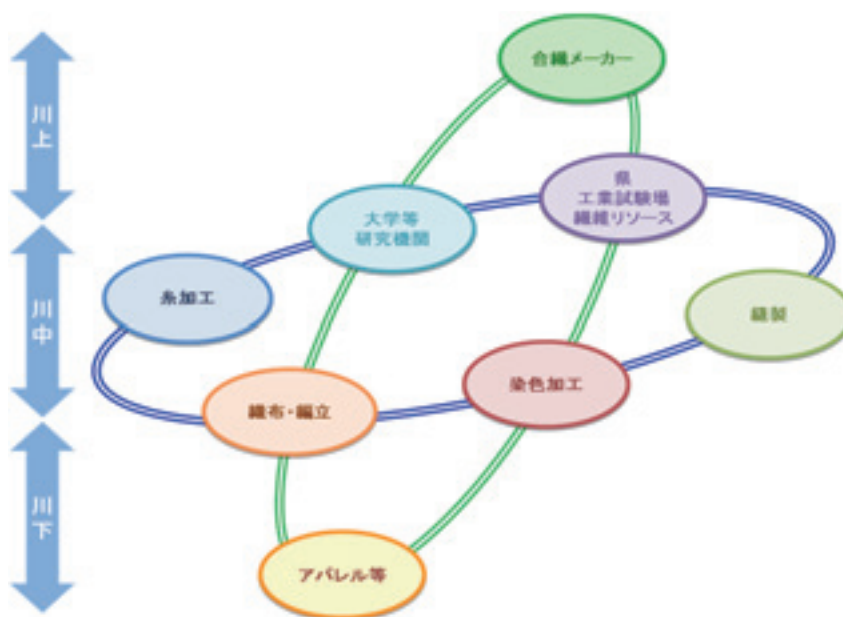 川上
川中
川下
合繊メーカー
県
工業試験場
繊維リソース
大学等
研究機関
糸加工
縫製
染色加工
織布・編立
アパレル等